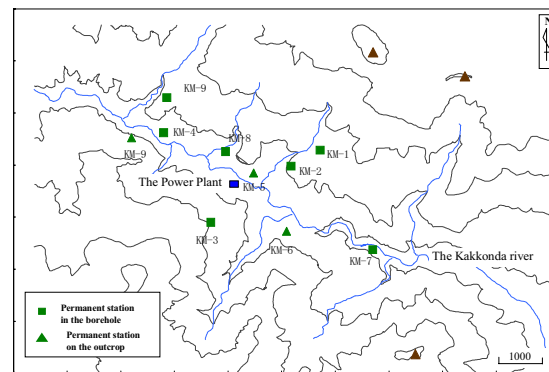 N
KM-9
KM-4
KM-8
KM-9
KM-1
KM-2
The Power Plant
KM-5
KM-3
KM-6
KM-7
The Kakkonda river
Permanent station
in the borehole
Permanent station
on the outcrop
1000